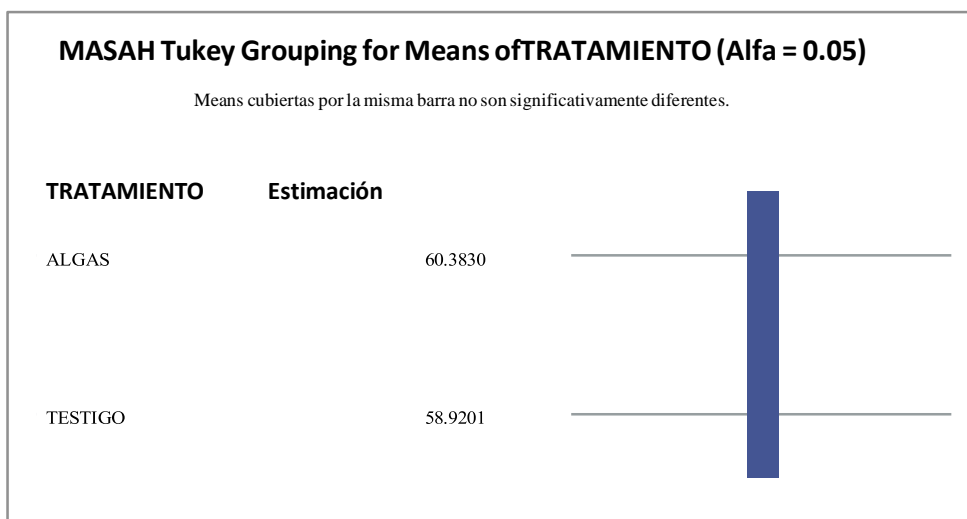 MASAH Tukey Grouping for Means ofTRATAMIENTO (Alfa = 0.05)
Means cubiertas por la misma barra no son significativamente diferentes.
TRATAMIENTO Estimación
ALGAS 60.3830
TESTIGO 58.9201